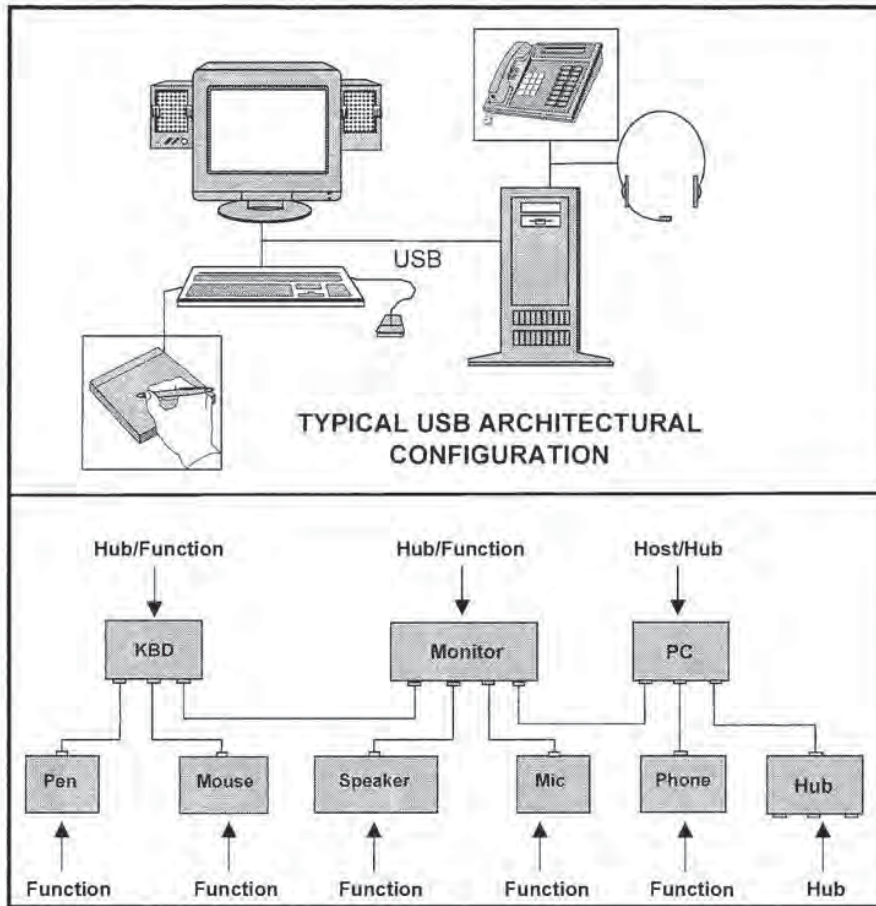 USB
TYPICAL USB ARCHITECTURAL
CONFIGURATION
Hub/Function Hub/Function Host/Hub
KBD Monitor PC
Pen Mouse Speaker Mic Phone Hub
Function Function Function Function Function Hub